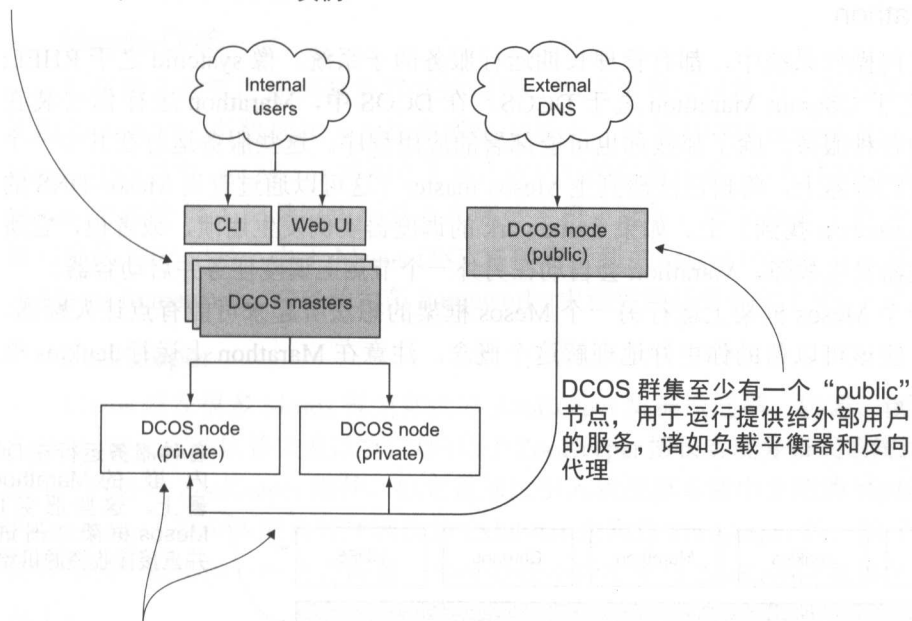 Internal
users
External
DNS
CLI
Web UI
DCOS masters
DCOS node
(public)
DCOS node
(private)
DCOS node
(private)
DCOS 群集至少有一个“public”
节点，用于运行提供给外部用户
的服务，诸如负载平衡器和反向
代理